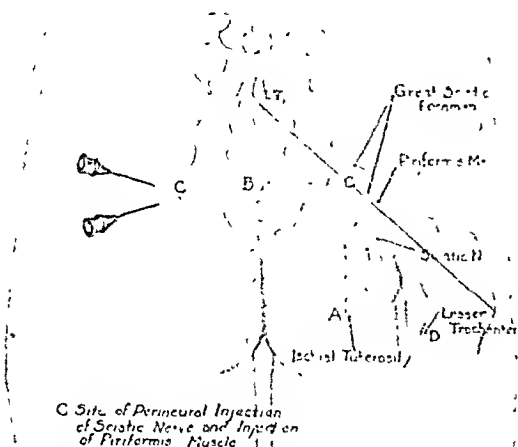 C
B
C
Great Sciatic
Foramen
Piriformis M.
Sciatic N.
A
D
Lesser
Trochanter
Ischial Tuberosity
C Site of Perineural Injection
of Sciatic Nerve and Injection
of Piriformis Muscle